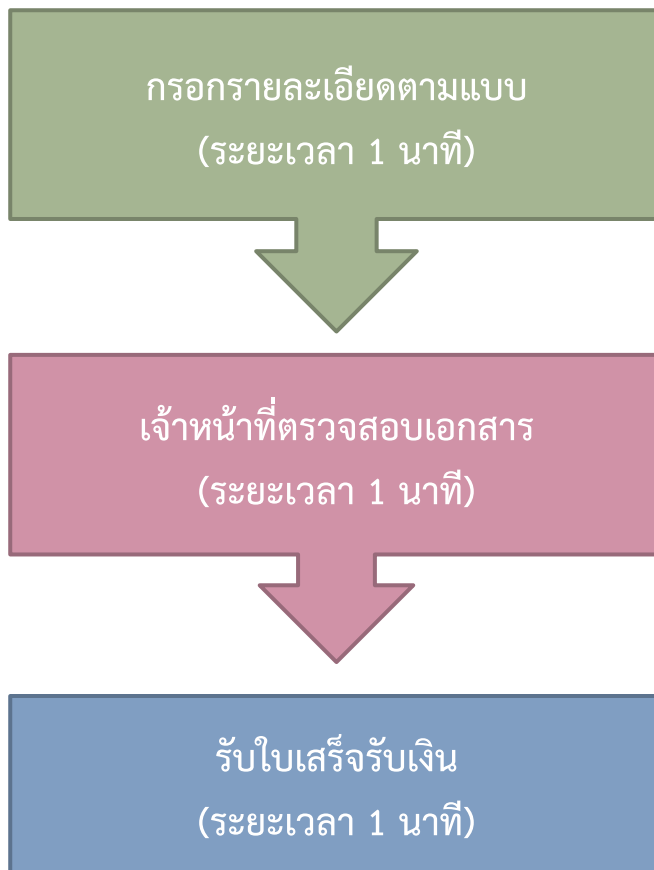 กรอกรายละเอียดตามแบบ
(ระยะเวลา 1 นาที)
เจ้าหน้าที่ตรวจสอบเอกสาร
(ระยะเวลา 1 นาที)
รับใบเสร็จรับเงิน
(ระยะเวลา 1 นาที)